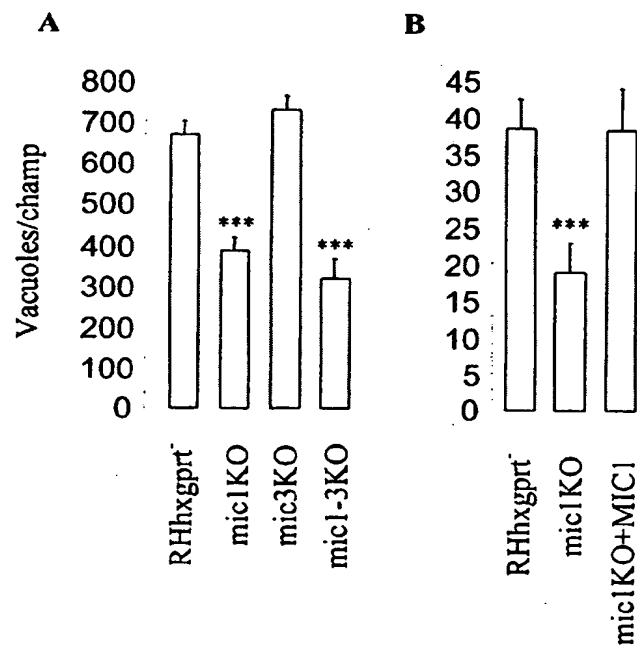 A
B
Vacuoles/champ
800
700
600
500
400
300
200
100
0
***
***
RHhxgprt-
mic1KO
mic3KO
mic1-3KO
45
40
35
30
25
20
15
10
5
0
***
RHhxgprt-
mic1KO
mic1KO+MIC1